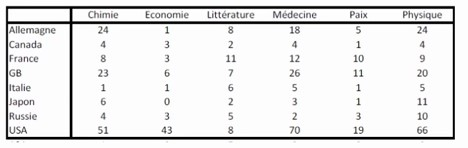 Chimie Economie Littérature Médecine Paix Physique
Allemagne 24 1 8 18 5 24
Canada 4 3 2 4 1 4
France 8 3 11 12 10 9
GB 23 6 7 26 11 20
Italie 1 1 6 5 1 5
Japon 6 0 2 3 1 11
Russie 4 3 5 2 3 10
USA 51 43 8 70 19 66